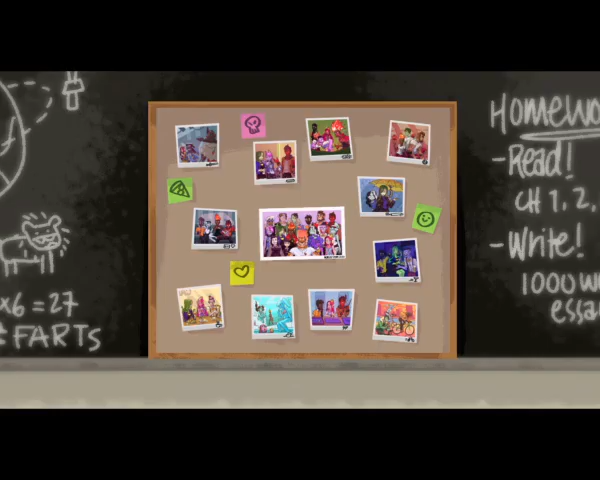 x6 = 27
FARTS
HOMEWO
- Read!
CH 1, 2,
- Write!
1000 W
essa